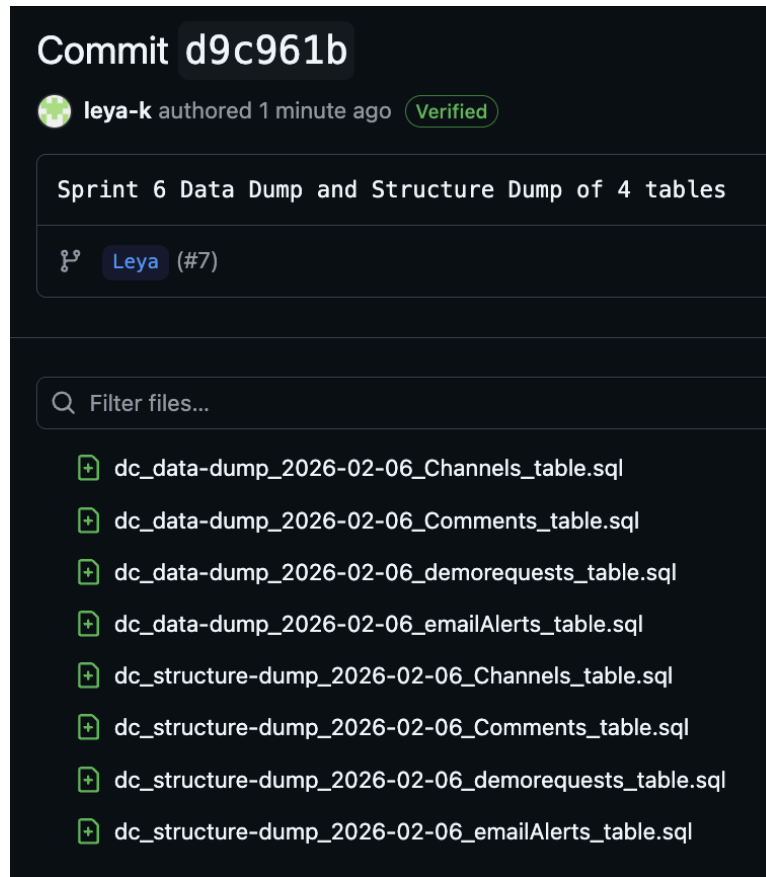 Commit d9c961b
leya-k authored 1 minute ago Verified
Sprint 6 Data Dump and Structure Dump of 4 tables
Leya (#7)
Filter files...
dc_data-dump_2026-02-06_Channels_table.sql
dc_data-dump_2026-02-06_Comments_table.sql
dc_data-dump_2026-02-06_demorequests_table.sql
dc_data-dump_2026-02-06_emailAlerts_table.sql
dc_structure-dump_2026-02-06_Channels_table.sql
dc_structure-dump_2026-02-06_Comments_table.sql
dc_structure-dump_2026-02-06_demorequests_table.sql
dc_structure-dump_2026-02-06_emailAlerts_table.sql